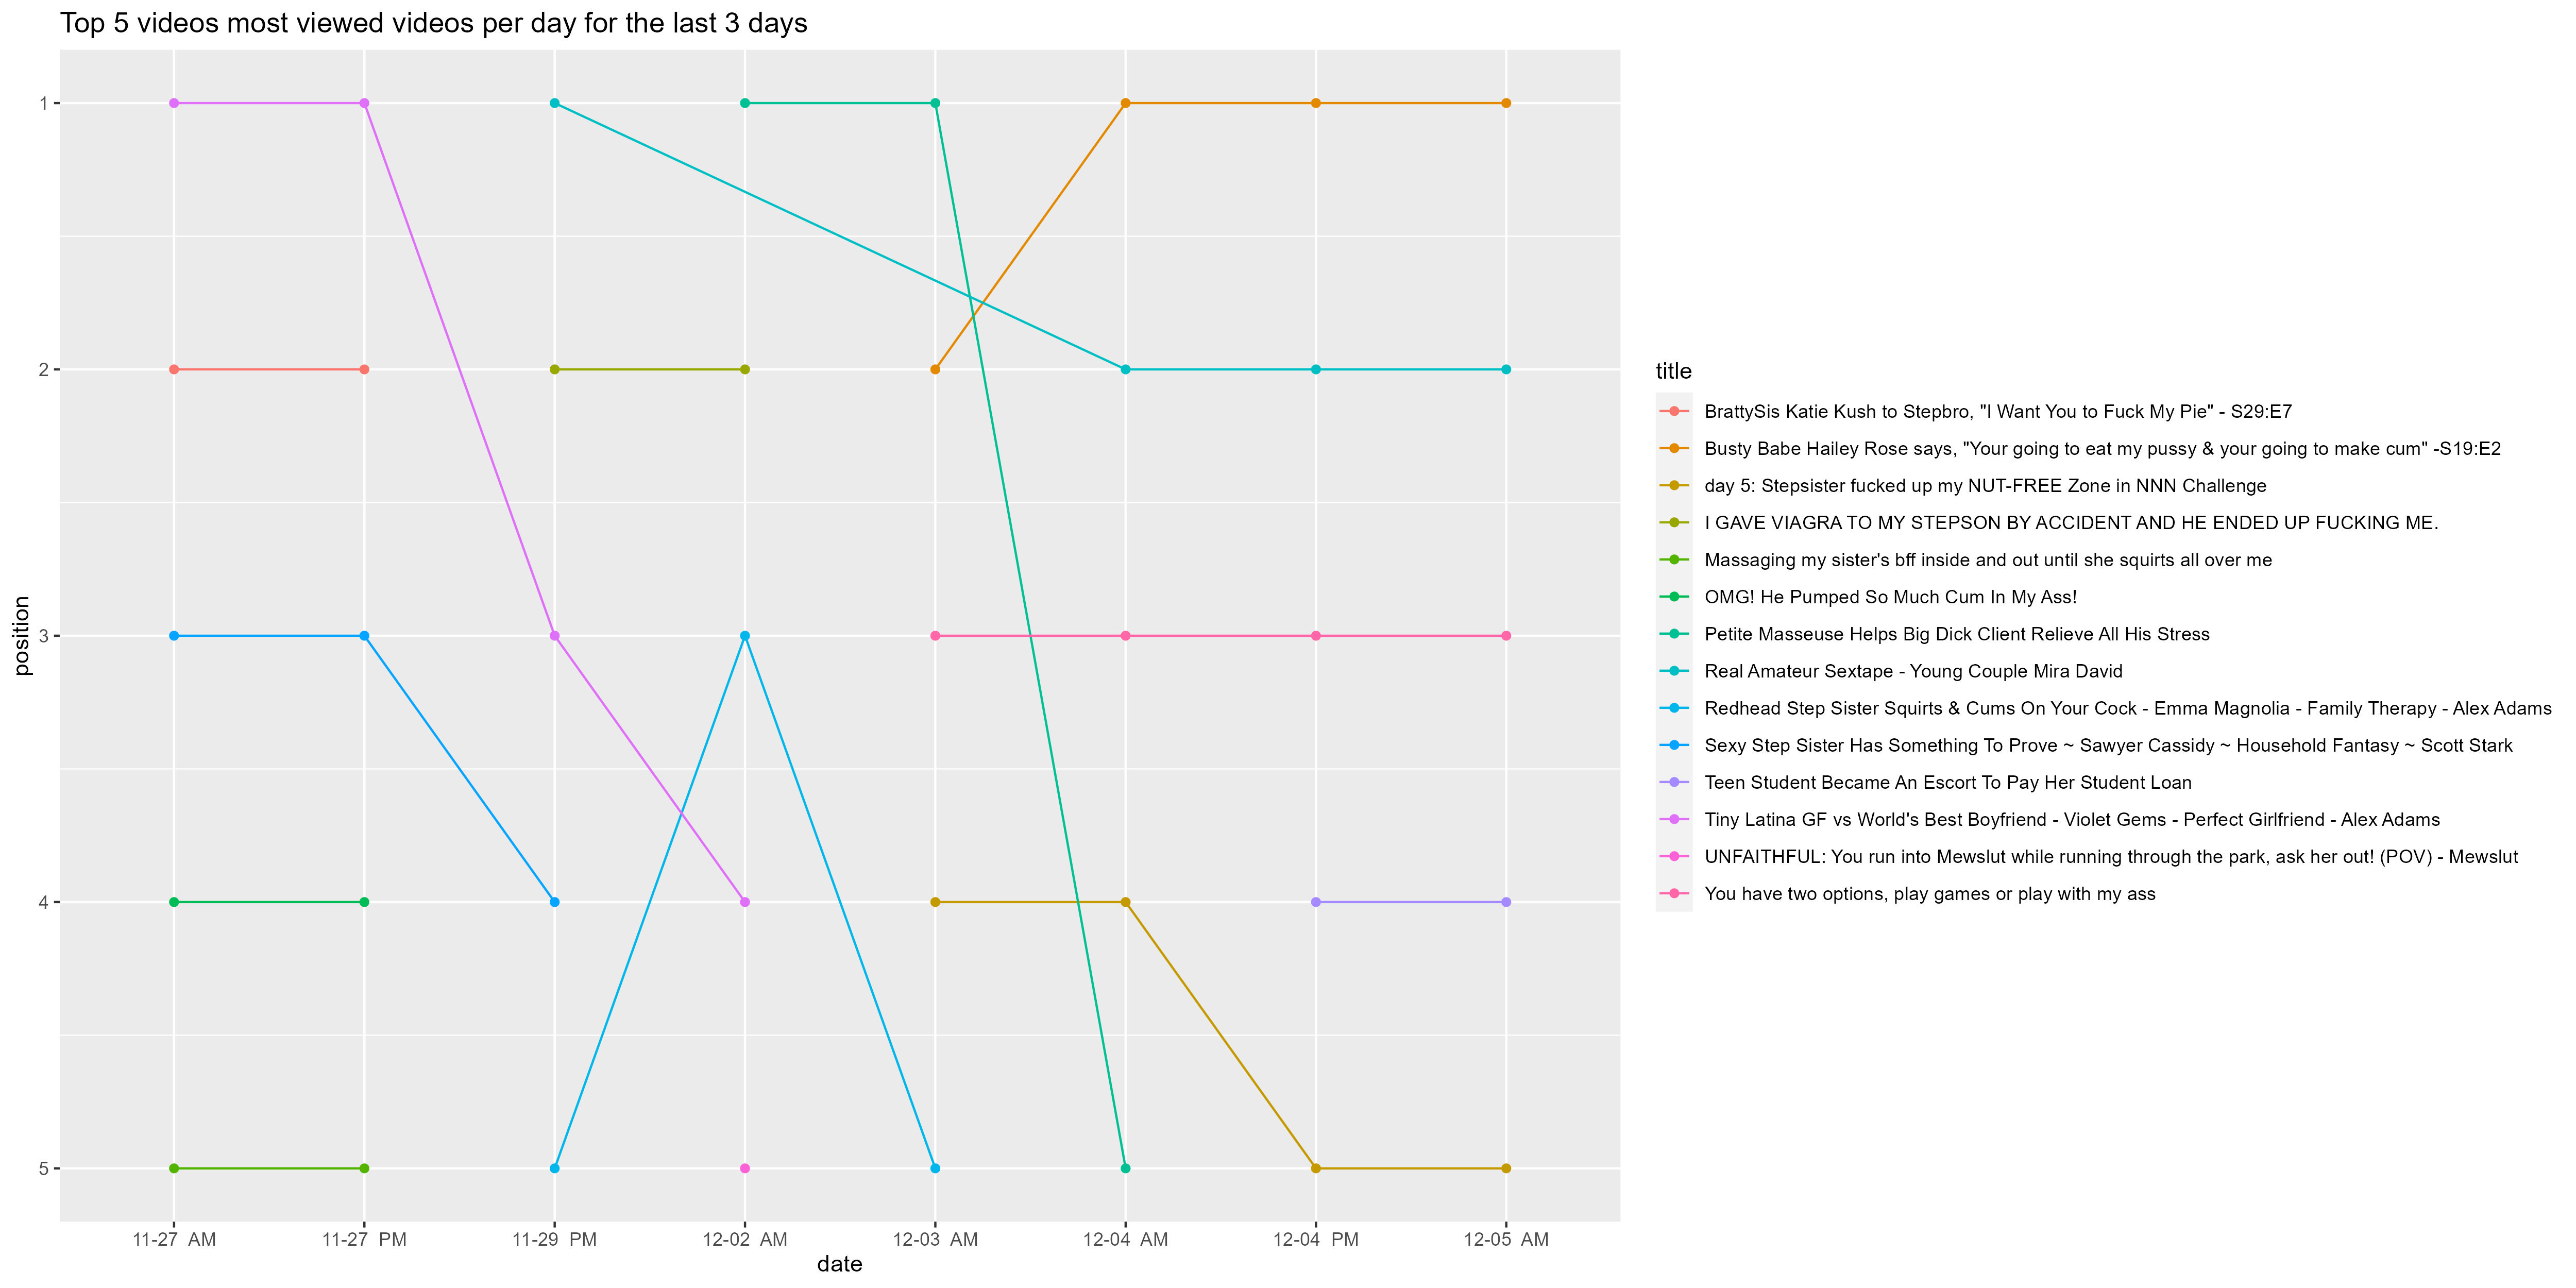 Top 5 videos most viewed videos per day for the last 3 days
position
1
2
3
4
5
11-27 AM
11-27 PM
11-29 PM
12-02 AM
12-03 AM
12-04 AM
12-04 PM
12-05 AM
date
title
BrattySis Katie Kush to Stepbro, "I Want You to Fuck My Pie" - S29:E7
Busty Babe Hailey Rose says, "Your going to eat my pussy & your going to make cum" -S19:E2
day 5: Stepsister fucked up my NUT-FREE Zone in NNN Challenge
I GAVE VIAGRA TO MY STEPSON BY ACCIDENT AND HE ENDED UP FUCKING ME.
Massaging my sister's bff inside and out until she squirts all over me
OMG! He Pumped So Much Cum In My Ass!
Petite Masseuse Helps Big Dick Client Relieve All His Stress
Real Amateur Sextape - Young Couple Mira David
Redhead Step Sister Squirts & Cums On Your Cock - Emma Magnolia - Family Therapy - Alex Adams
Sexy Step Sister Has Something To Prove ~ Sawyer Cassidy ~ Household Fantasy ~ Scott Stark
Teen Student Became An Escort To Pay Her Student Loan
Tiny Latina GF vs World's Best Boyfriend - Violet Gems - Perfect Girlfriend - Alex Adams
UNFAITHFUL: You run into Mewslut while running through the park, ask her out! (POV) - Mewslut
You have two options, play games or play with my ass